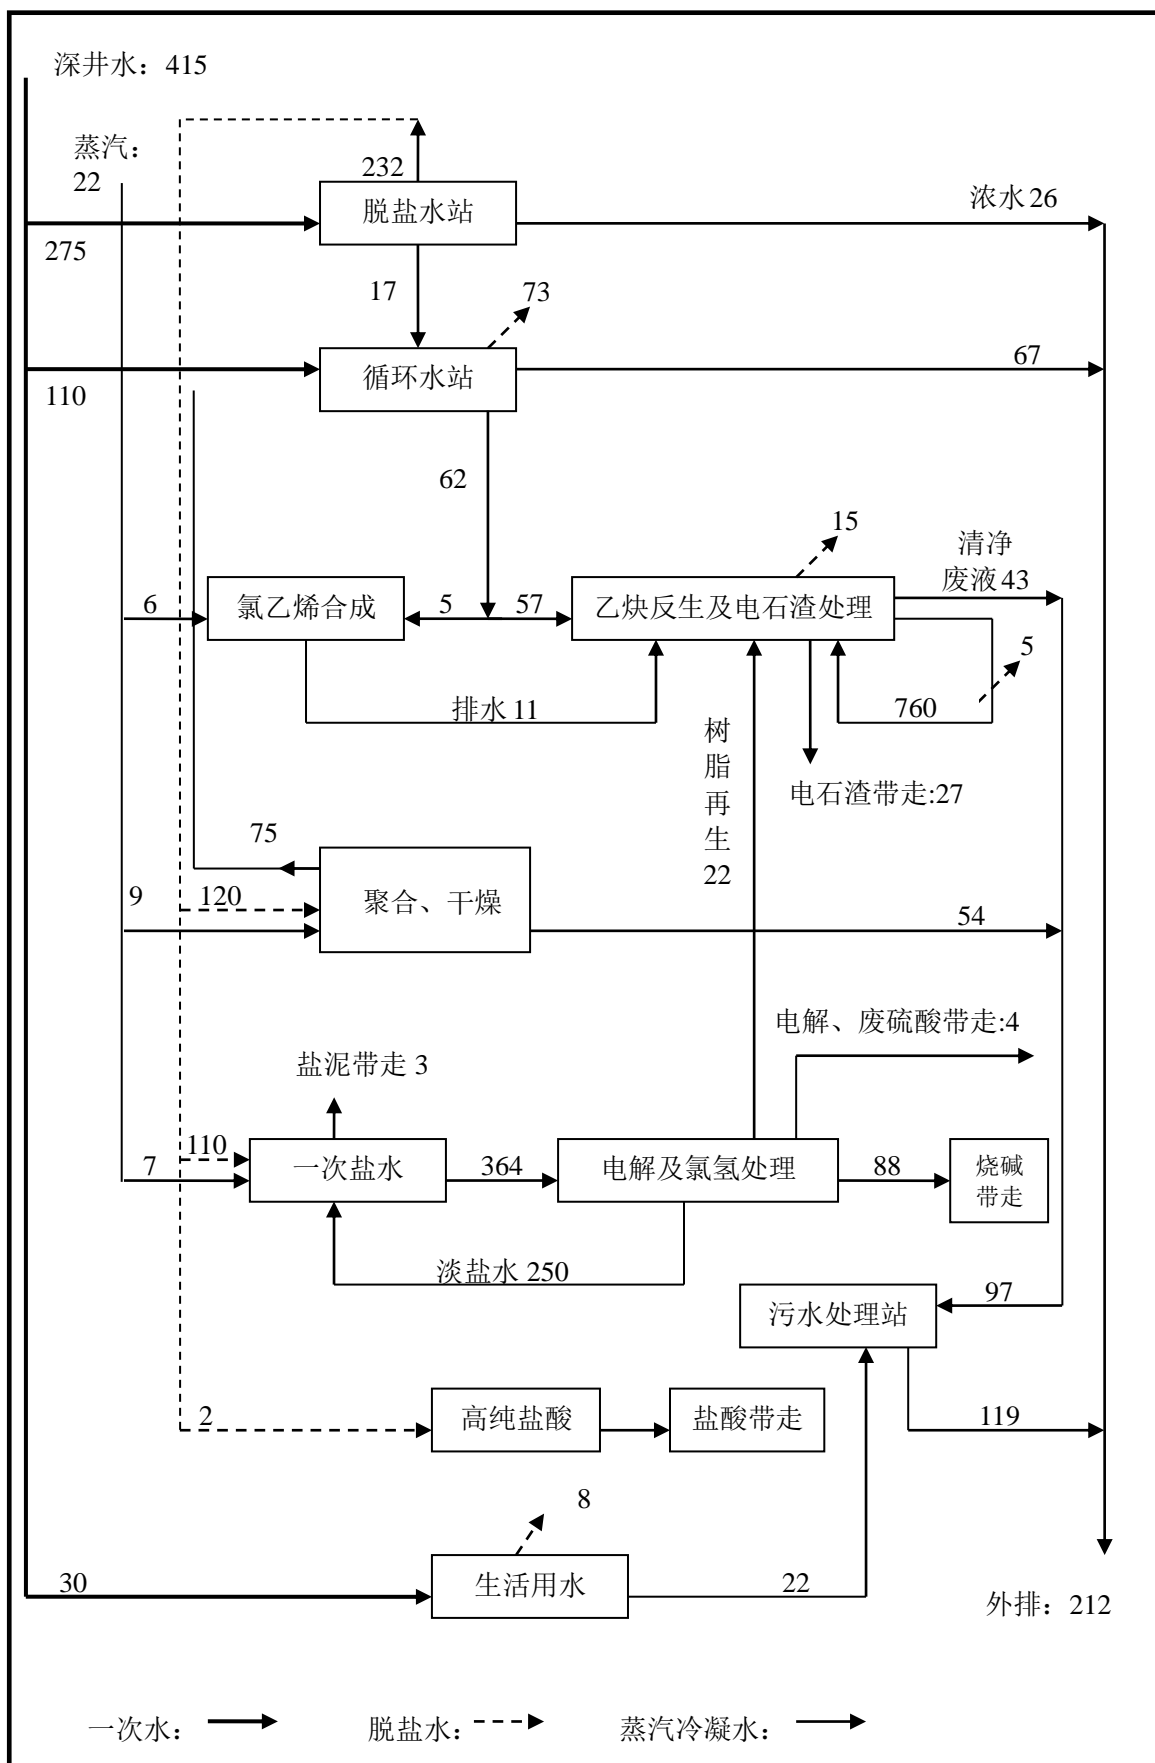 深井水：415
蒸汽：
22
232
脱盐水站
浓水 26
275
17
73
循环水站
67
110
62
15
清净
废液 43
6
氯乙烯合成
5
57
乙炔反生及电石渣处理
5
排水 11
760
树
脂
再
生
22
电石渣带走:27
75
9
120
聚合、干燥
54
电解、废硫酸带走:4
盐泥带走 3
110
7
一次盐水
364
电解及氯氢处理
88
烧碱
带走
淡盐水 250
97
污水处理站
2
高纯盐酸
盐酸带走
119
8
30
生活用水
22
外排：212
一次水：
脱盐水：
蒸汽冷凝水：